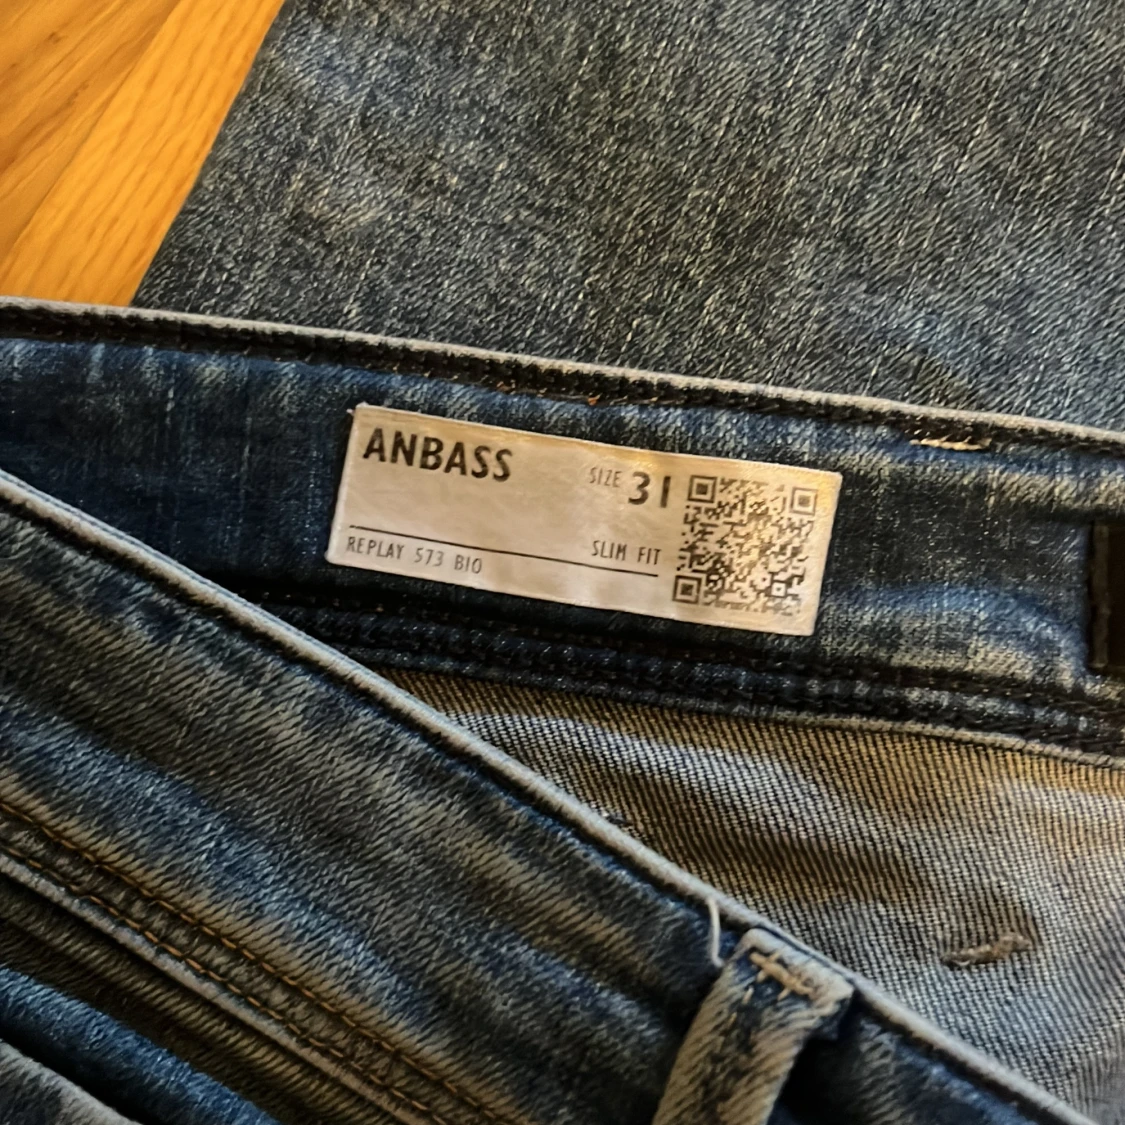 ANBASS
SIZE 31
REPLAY 573 BIO
SLIM FIT